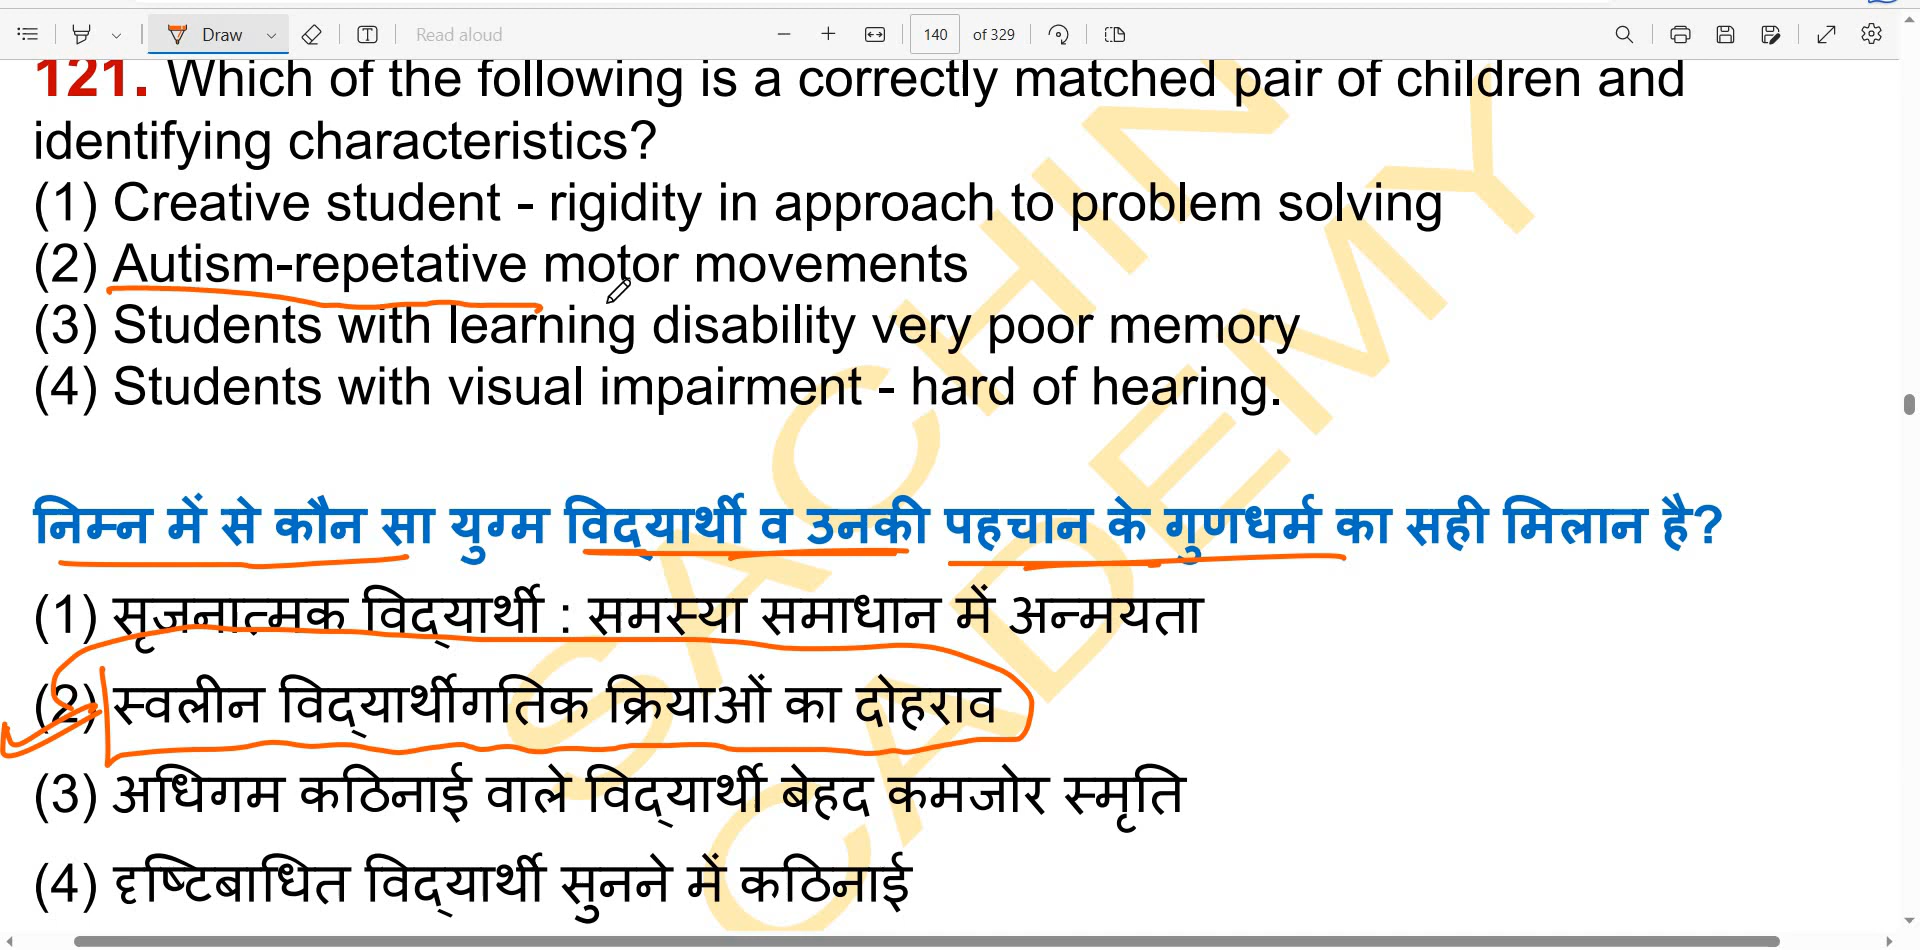 Draw
Read aloud
140 of 329
121. Which of the following is a correctly matched pair of children and
identifying characteristics?
(1) Creative student - rigidity in approach to problem solving
(2) Autism-repetative motor movements
(3) Students with learning disability very poor memory
(4) Students with visual impairment - hard of hearing.
निम्न में से कौन सा युग्म विद्यार्थी व उनकी पहचान के गुणधर्म का सही मिलान है?
(1) सृजनात्मक विद्यार्थी : समस्या समाधान में अन्मयता
(2) स्वलीन विद्यार्थीगतिक क्रियाओं का दोहराव
(3) अधिगम कठिनाई वाले विद्यार्थी बेहद कमजोर स्मृति
(4) दृष्टिबाधित विद्यार्थी सुनने में कठिनाई
SACHIN
CADEMY